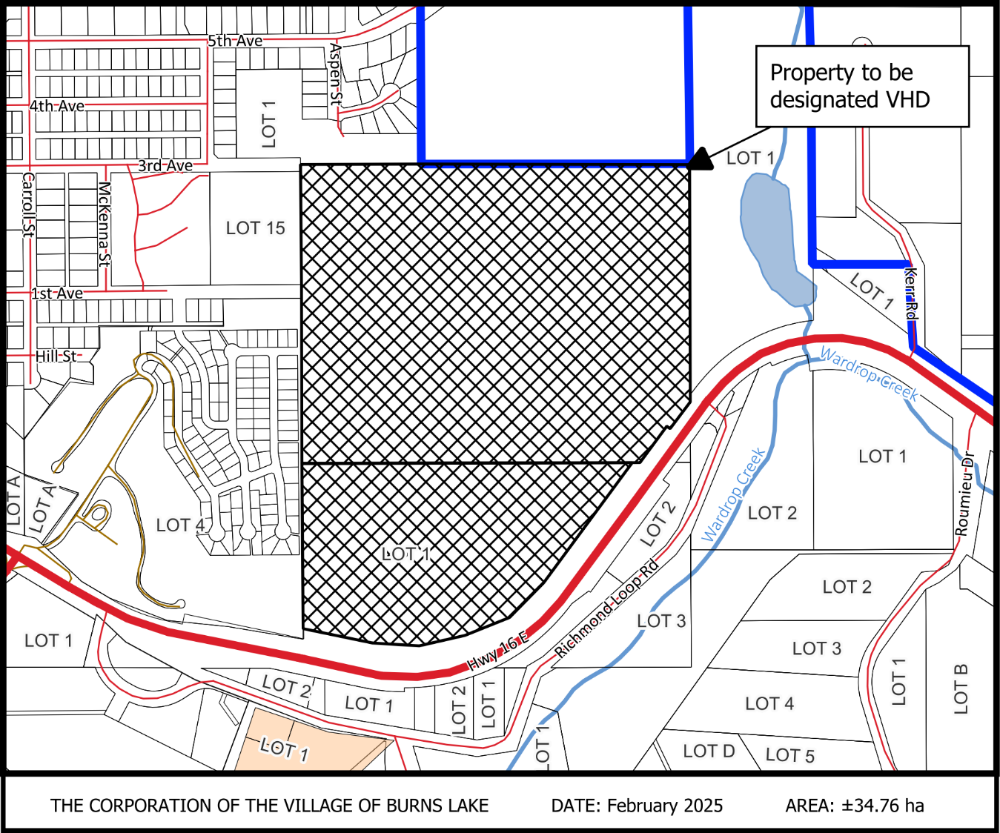 5th Ave
Aspen St
Property to be
designated VHD
4th Ave
LOT 1
3rd Ave
LOT 1
Carroll St
Mckenna St
LOT 15
1st Ave
LOT 1
Kerr Rd
Hill St
Wardrop Creek
LOT A
LOT A
LOT 4
LOT 1
LOT 2
Wardrop Creek
LOT 2
LOT 1
Roumieu Dr
LOT 2
LOT 1
Hwy 16 E
Richmond Loop Rd
LOT 3
LOT 3
LOT 2
LOT 1
LOT 2
LOT 1
LOT 4
LOT 1
LOT B
LOT 1
LOT 1
LOT D
LOT 5
THE CORPORATION OF THE VILLAGE OF BURNS LAKE
DATE: February 2025
AREA: ±34.76 ha